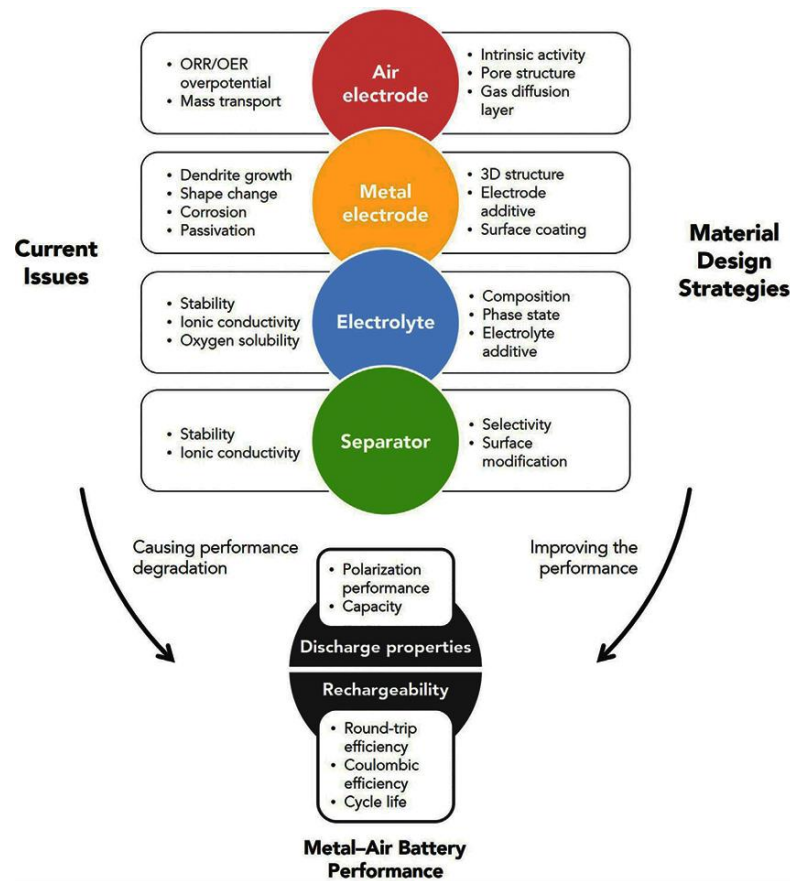 • ORR/OER
overpotential
• Mass transport
Air
electrode
• Intrinsic activity
• Pore structure
• Gas diffusion
layer
• Dendrite growth
• Shape change
• Corrosion
• Passivation
Metal
electrode
• 3D structure
• Electrode
additive
• Surface coating
Current
Issues
Material
Design
Strategies
• Stability
• Ionic conductivity
• Oxygen solubility
Electrolyte
• Composition
• Phase state
• Electrolyte
additive
• Stability
• Ionic conductivity
Separator
• Selectivity
• Surface
modification
Causing performance
degradation
Improving the
performance
• Polarization
performance
• Capacity
Discharge properties
Rechargeability
• Round-trip
efficiency
• Coulombic
efficiency
• Cycle life
Metal–Air Battery
Performance